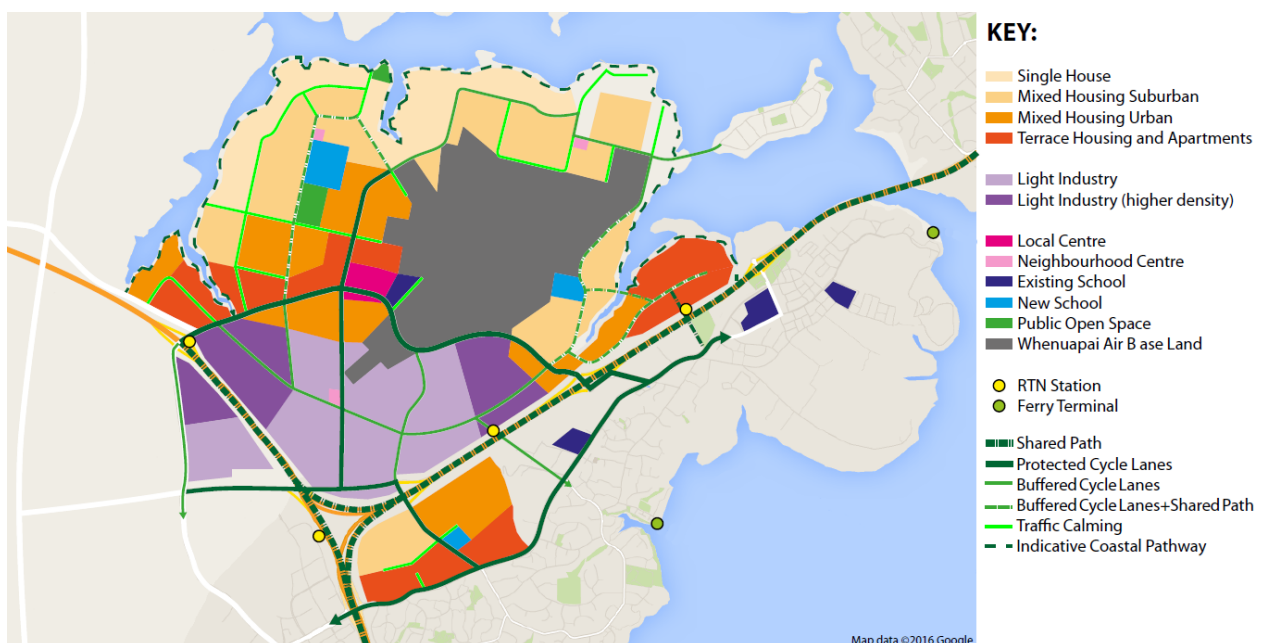 KEY:
Single House
Mixed Housing Suburban
Mixed Housing Urban
Terrace Housing and Apartments
Light Industry
Light Industry (higher density)
Local Centre
Neighbourhood Centre
Existing School
New School
Public Open Space
Whenuapai Air B ase Land
RTN Station
Ferry Terminal
Shared Path
Protected Cycle Lanes
Buffered Cycle Lanes
Buffered Cycle Lanes+Shared Path
Traffic Calming
Indicative Coastal Pathway
Map data ©2016 Google